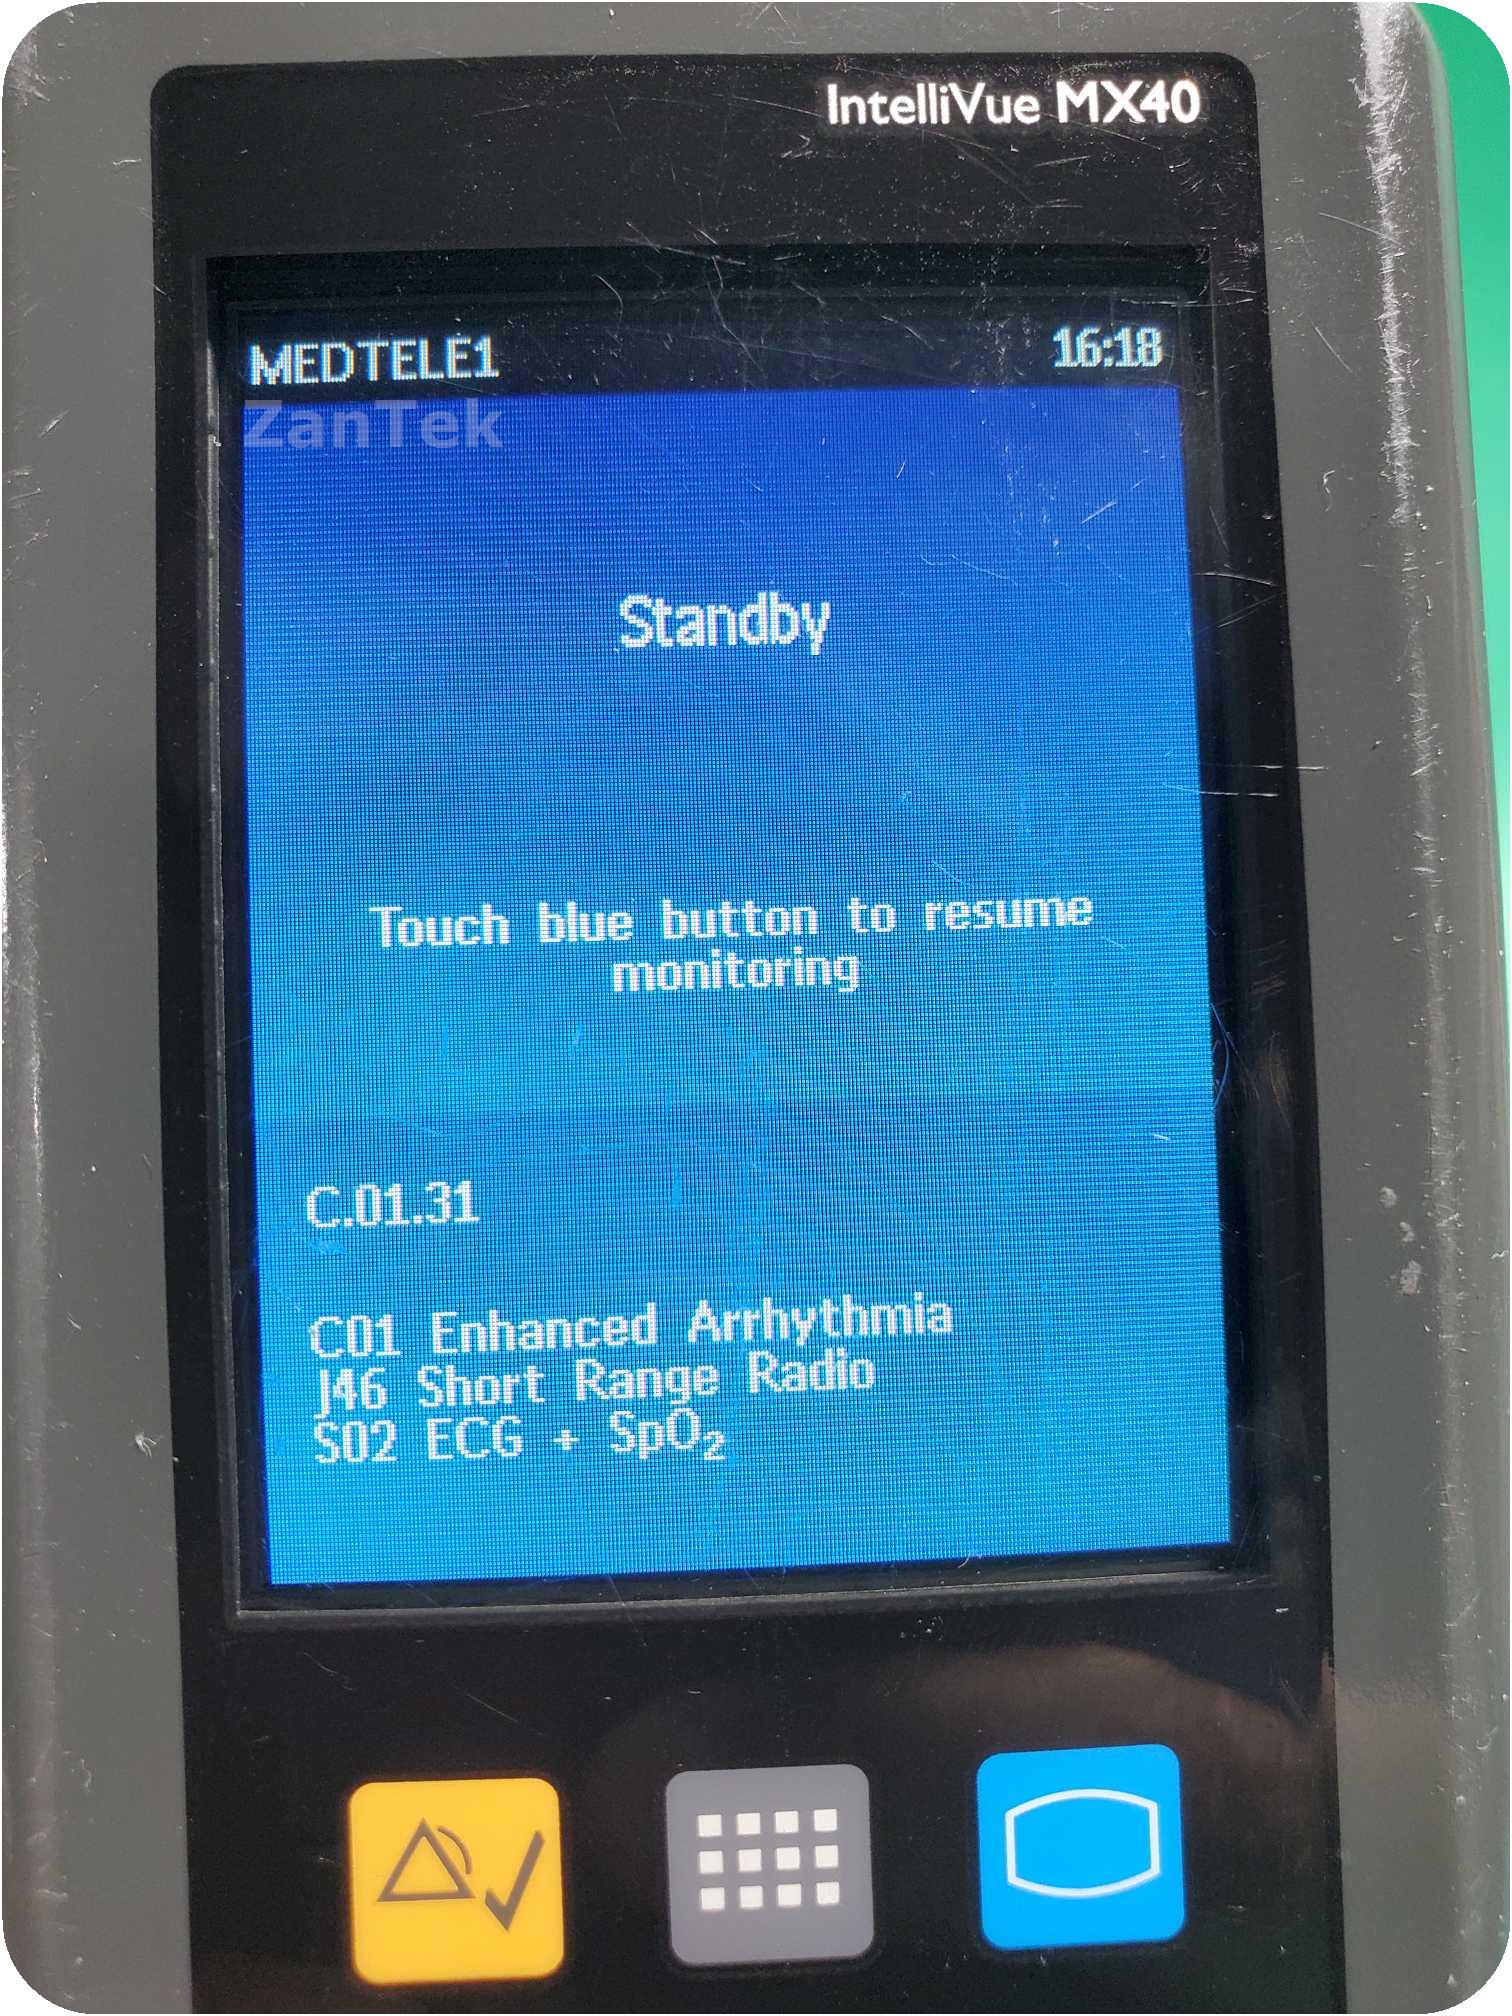 IntelliVue MX40
MEDTELE1 16:18
ZanTek
Standby
Touch blue button to resume
monitoring
C.01.31
C01 Enhanced Arrhythmia
J46 Short Range Radio
S02 ECG + SpO₂